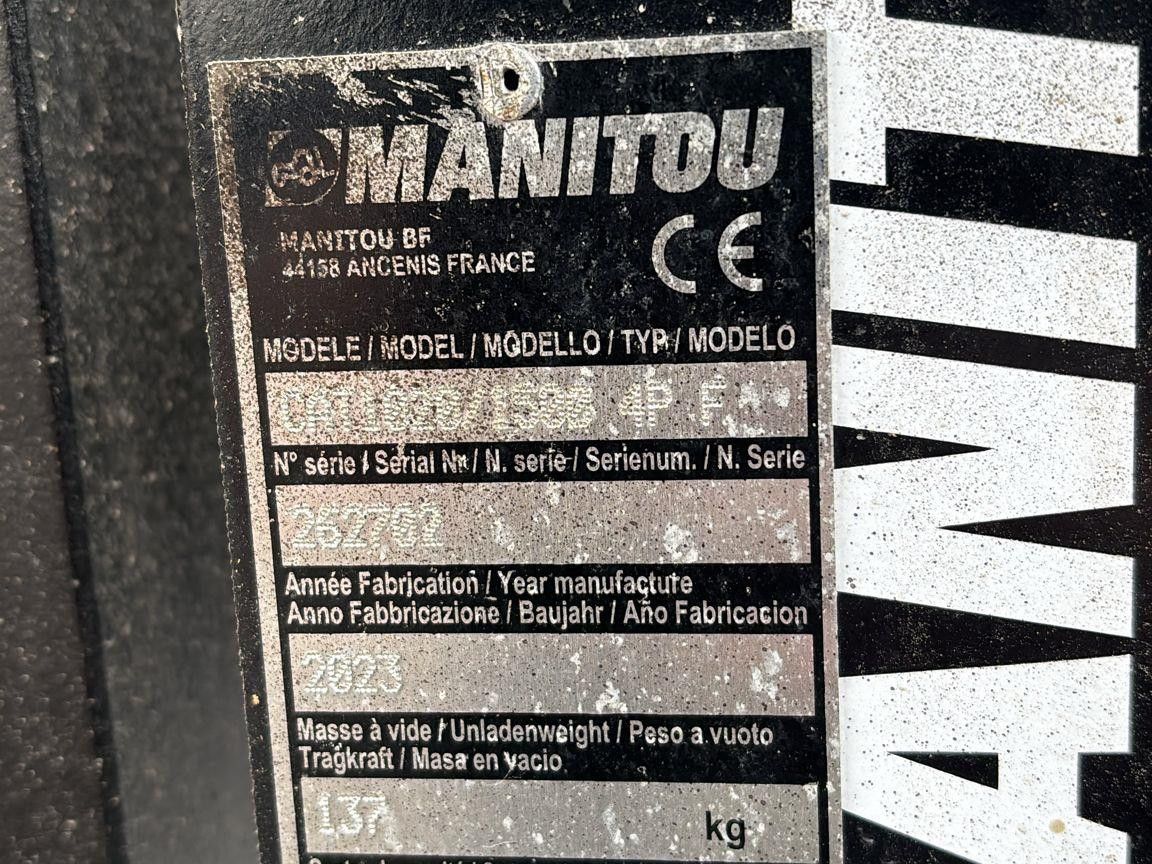 MANITOU
CE
MANITOU BF
44158 ANCENIS FRANCE
MODELE / MODEL / MODELLO / TYP / MODELO
4P
N° série / Serial Nr / N. serie / Serienum. / N. Serie
262702
Année Fabrication / Year manufacture
Anno Fabbricazione / Baujahr / Año Fabricacion
2023
Masse à vide / Unladenweight / Peso a vuoto
Tragkraft / Masa en vacio
137 kg